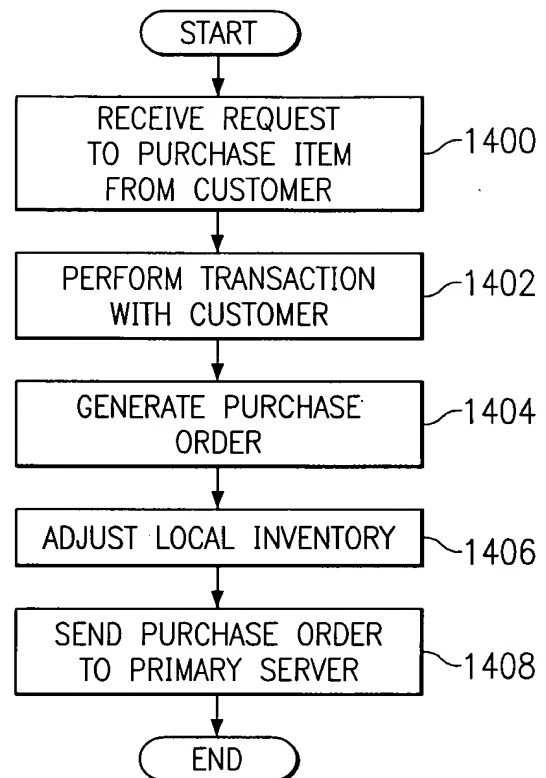 START
RECEIVE REQUEST
TO PURCHASE ITEM
FROM CUSTOMER
1400
PERFORM TRANSACTION
WITH CUSTOMER
1402
GENERATE PURCHASE
ORDER
1404
ADJUST LOCAL INVENTORY
1406
SEND PURCHASE ORDER
TO PRIMARY SERVER
1408
END